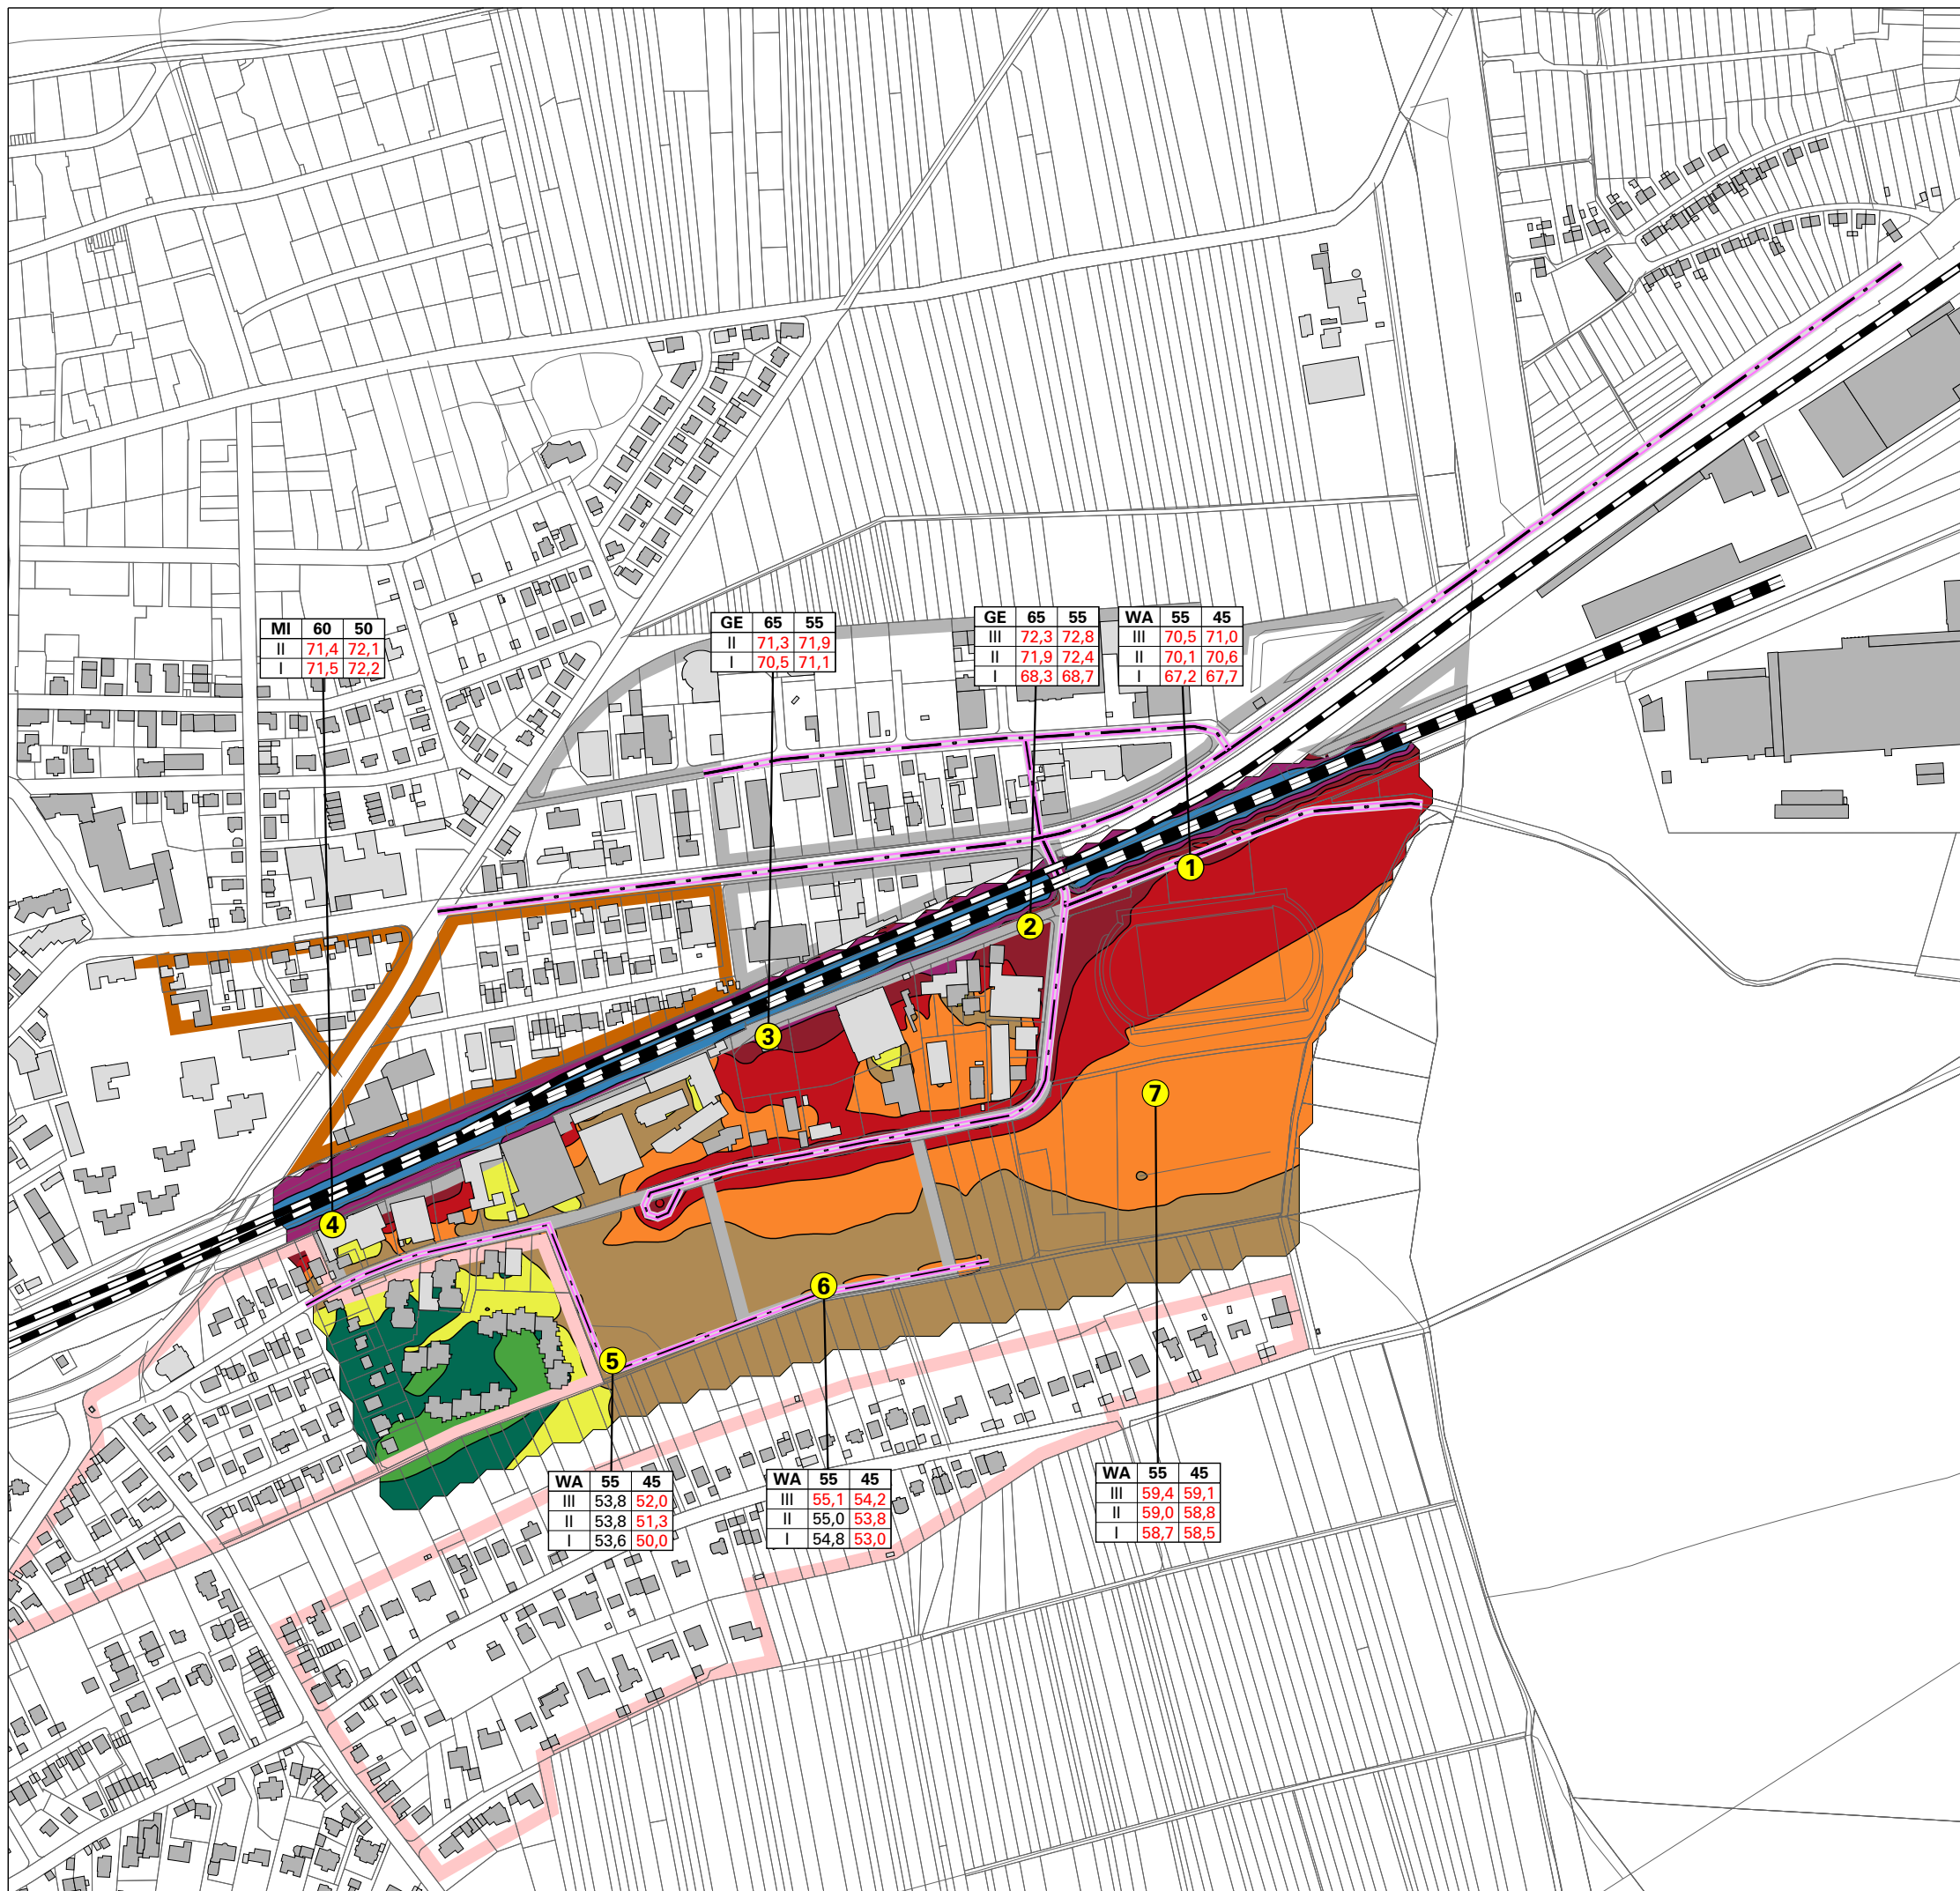 GE 65 55
III 72,3 72,8
II 71,9 72,4
I 68,3 68,7
WA 55 45
III 70,5 71,0
II 70,1 70,6
I 67,2 67,7
GE 65 55
II 71,3 71,9
I 70,5 71,1
MI 60 50
II 71,4 72,1
I 71,5 72,2
1
2
3
7
4
6
5
WA 55 45
III 59,4 59,1
II 59,0 58,8
I 58,7 58,5
WA 55 45
III 55,1 54,2
II 55,0 53,8
I 54,8 53,0
WA 55 45
III 53,8 52,0
II 53,8 51,3
I 53,6 50,0